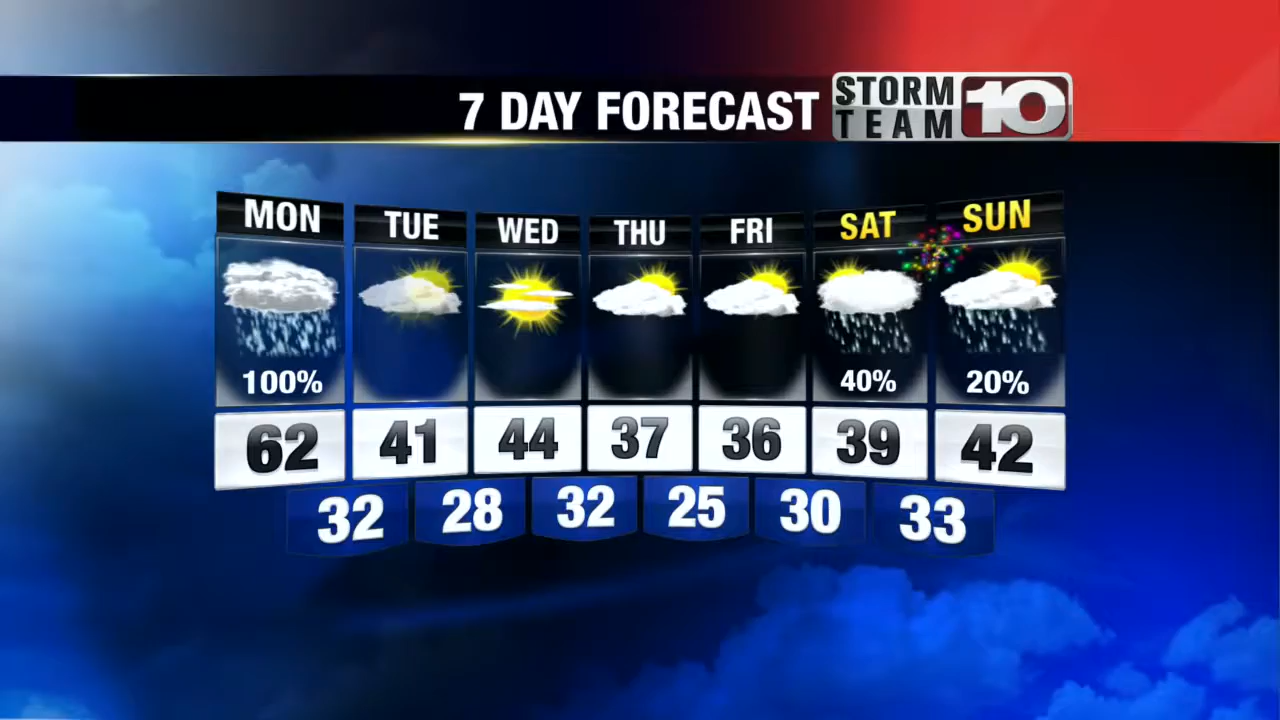 7 DAY FORECAST
STORM TEAM 10
MON TUE WED THU FRI SAT SUN
100% 40% 20%
62 41 44 37 36 39 42
32 28 32 25 30 33